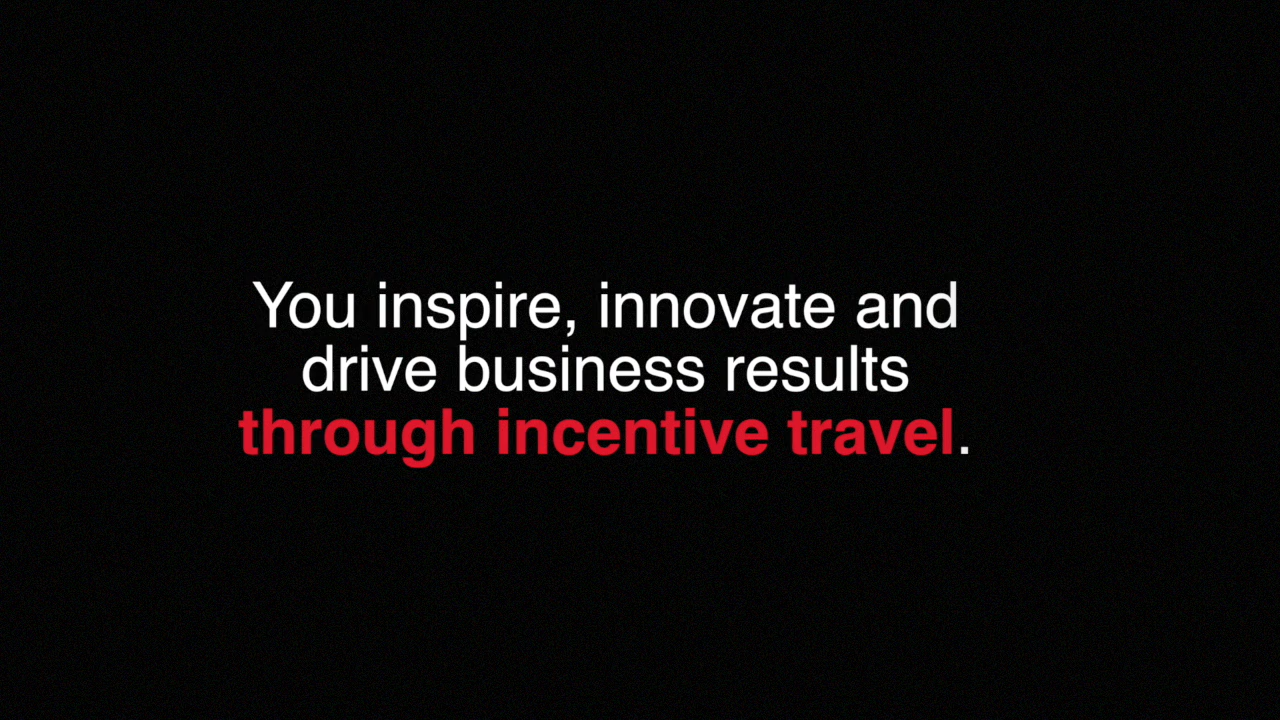 You inspire, innovate and
drive business results
through incentive travel.